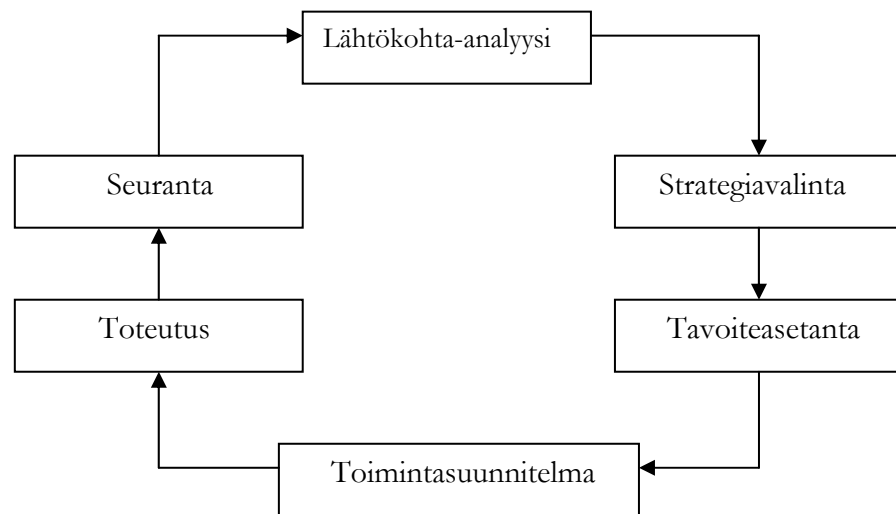 Lähtökohta-analyysi
Seuranta
Strategiavalinta
Toteutus
Tavoiteasetanta
Toimintasuunnitelma